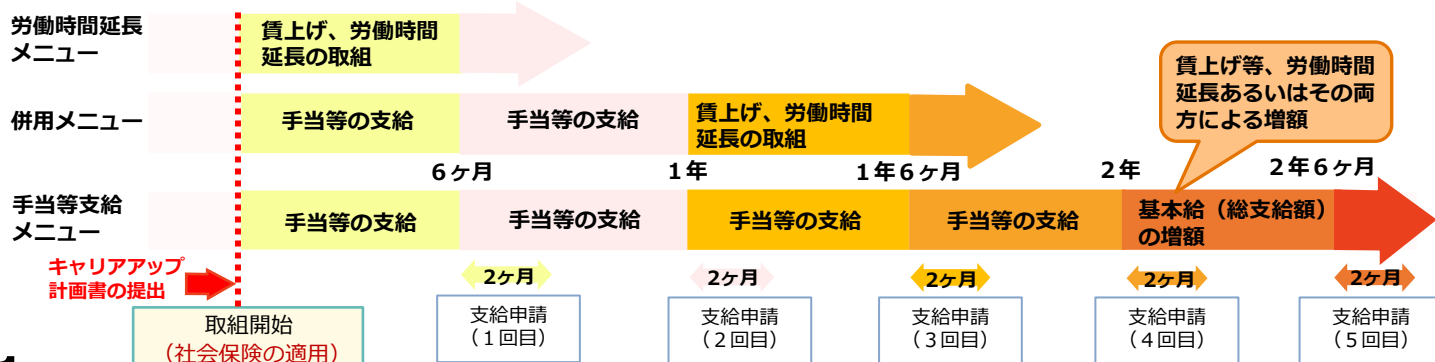 労働時間延長
メニュー
賃上げ、労働時間
延長の取組
賃上げ等、労働時間
延長あるいはその両
方による増額
併用メニュー
手当等の支給
手当等の支給
賃上げ、労働時間
延長の取組
6ヶ月
1年
1年6ヶ月
2年
2年6ヶ月
手当等支給
メニュー
手当等の支給
手当等の支給
手当等の支給
手当等の支給
基本給（総支給額）
の増額
キャリアアップ
計画書の提出
2ヶ月
2ヶ月
2ヶ月
2ヶ月
2ヶ月
取組開始
（社会保険の適用）
支給申請
（1回目）
支給申請
（2回目）
支給申請
（3回目）
支給申請
（4回目）
支給申請
（5回目）